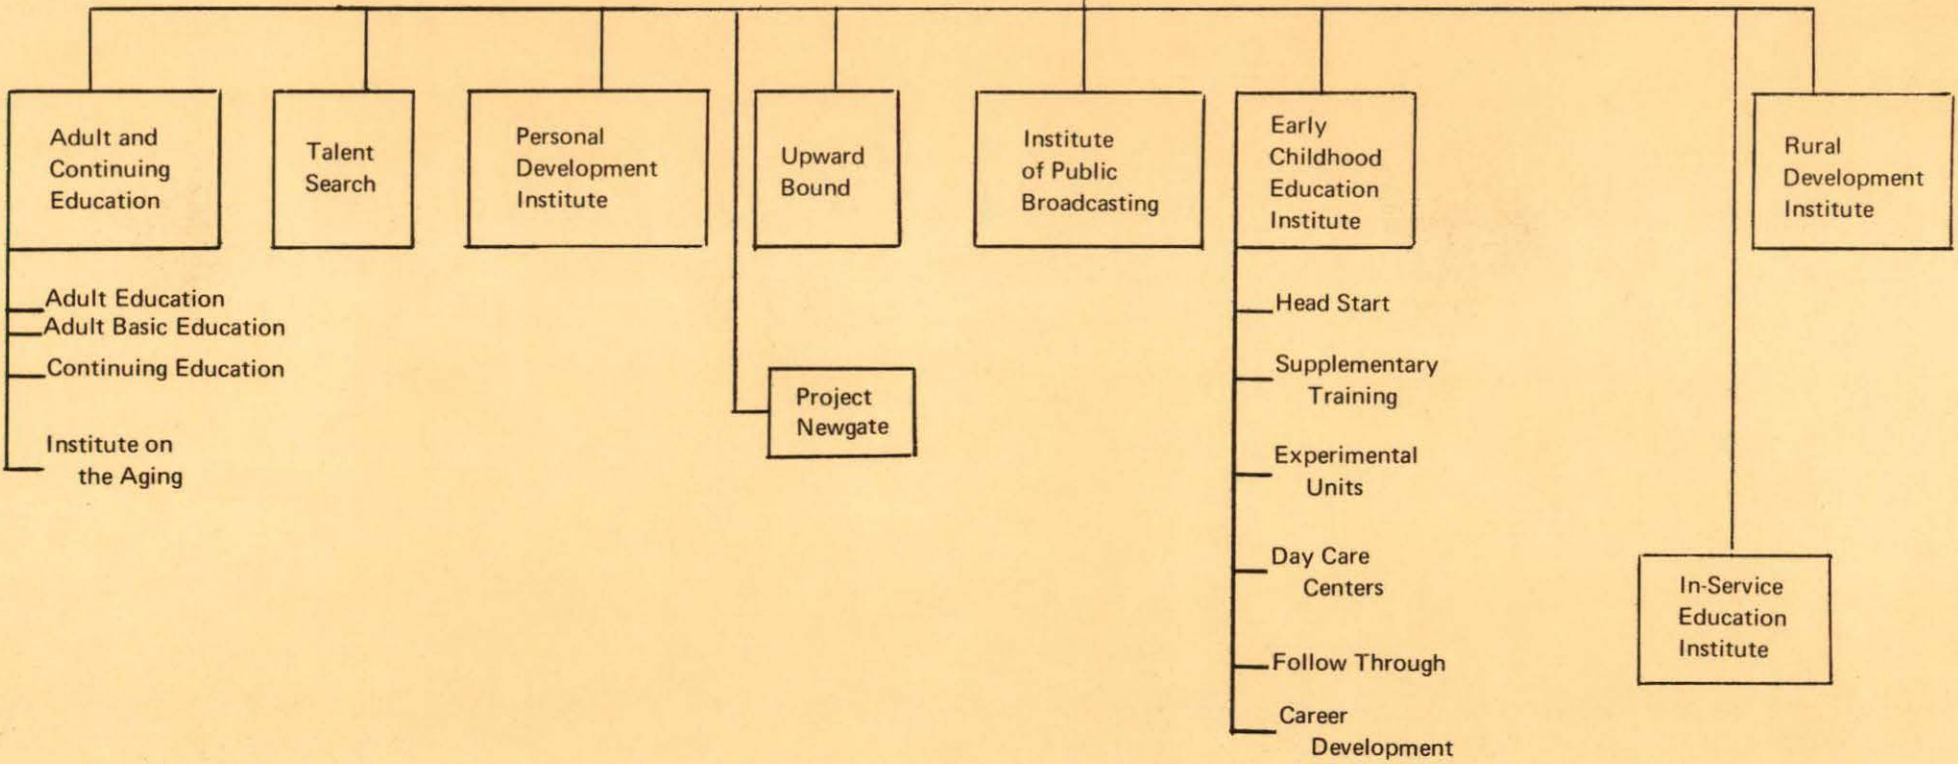 Adult and
Continuing
Education
Talent
Search
Personal
Development
Institute
Upward
Bound
Institute
of Public
Broadcasting
Early
Childhood
Education
Institute
Rural
Development
Institute
Adult Education
Adult Basic Education
Continuing Education
Institute on
the Aging
Project
Newgate
Head Start
Supplementary
Training
Experimental
Units
Day Care
Centers
Follow Through
Career
Development
In-Service
Education
Institute